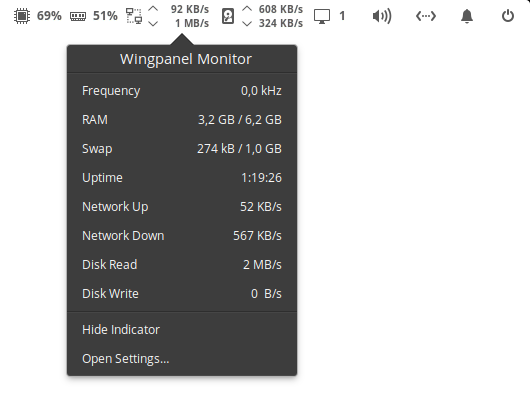 69% 51% 92 KB/s 608 KB/s 1
1 MB/s 324 KB/s
Wingpanel Monitor
Frequency 0,0 kHz
RAM 3,2 GB / 6,2 GB
Swap 274 kB / 1,0 GB
Uptime 1:19:26
Network Up 52 KB/s
Network Down 567 KB/s
Disk Read 2 MB/s
Disk Write 0 B/s
Hide Indicator
Open Settings...